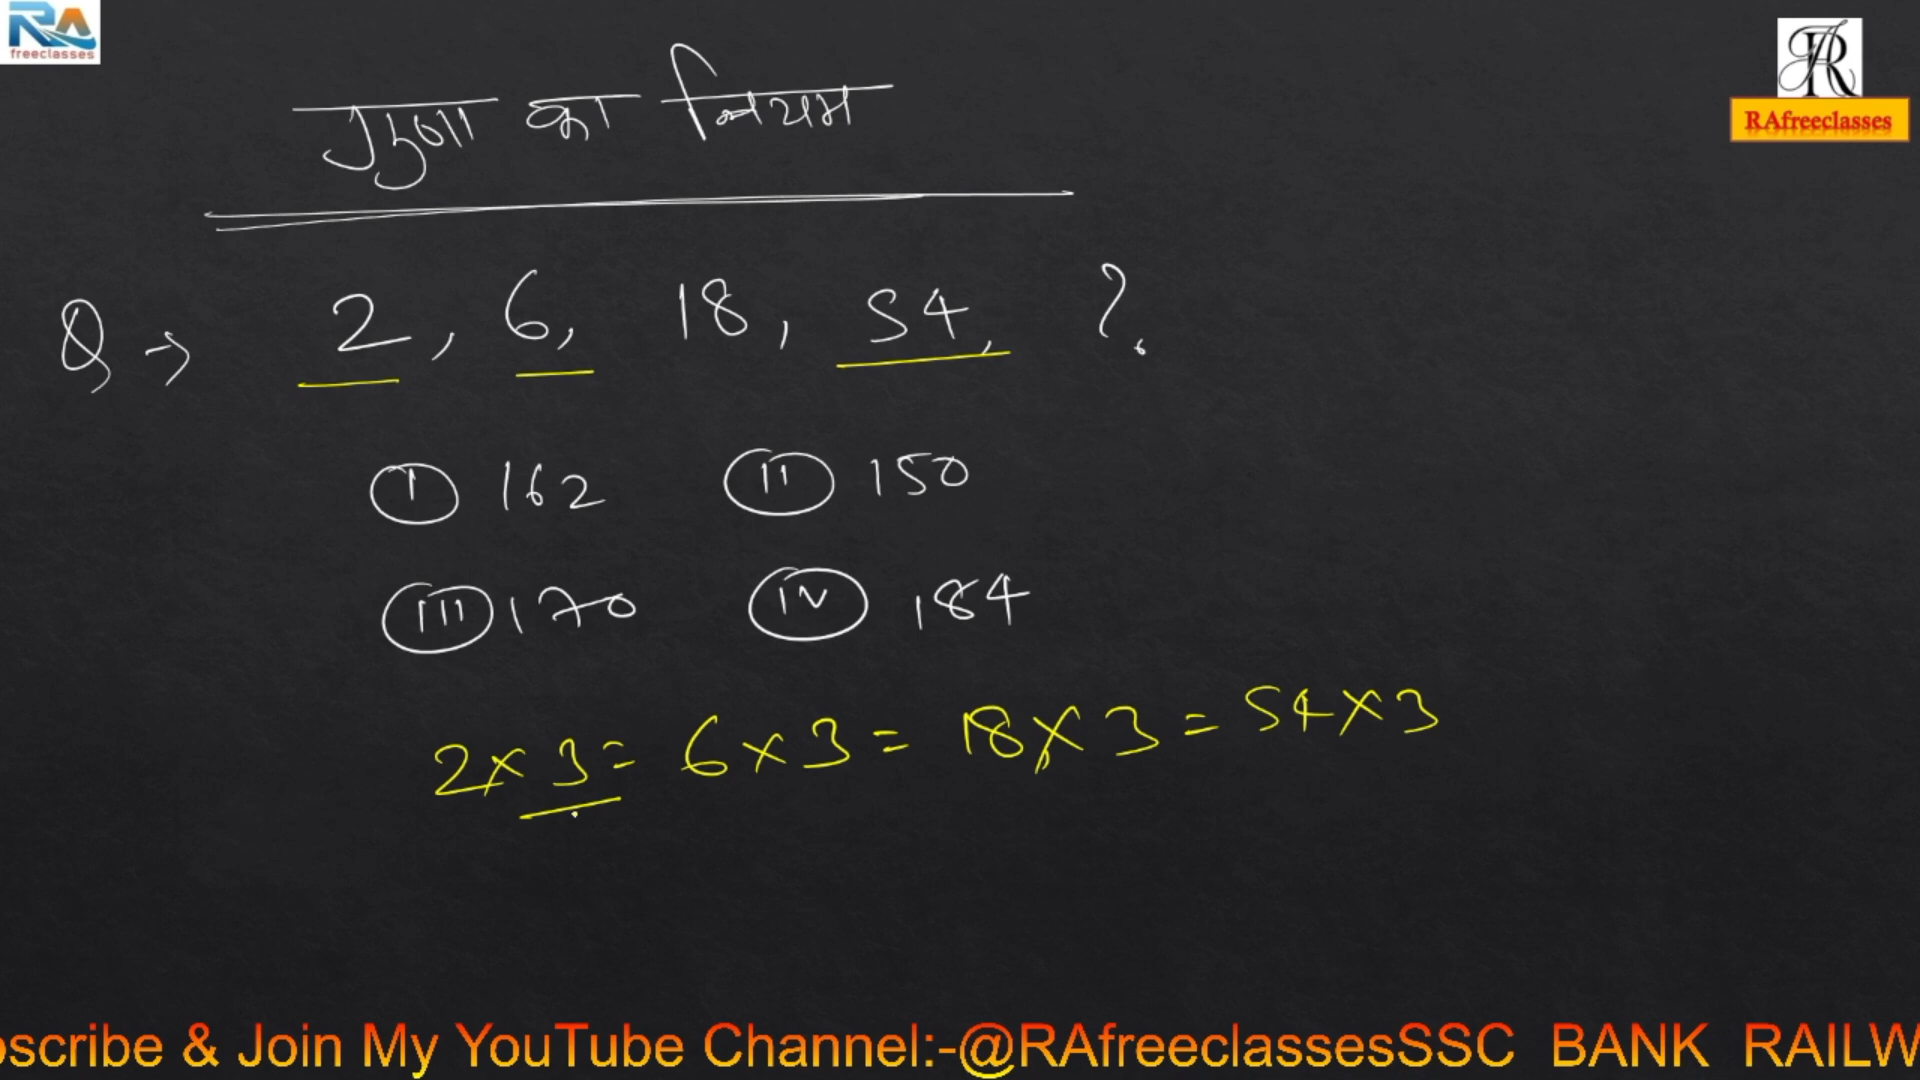 RA
freeclasses
RAfreeclasses
गुणा का नियम
Q → 2, 6, 18, 54, ?
I 162 II 150
III 170 IV 184
2 x 3 = 6 x 3 = 18 x 3 = 54 x 3
bscribe & Join My YouTube Channel:-@RAfreeclassesSSC BANK RAILW